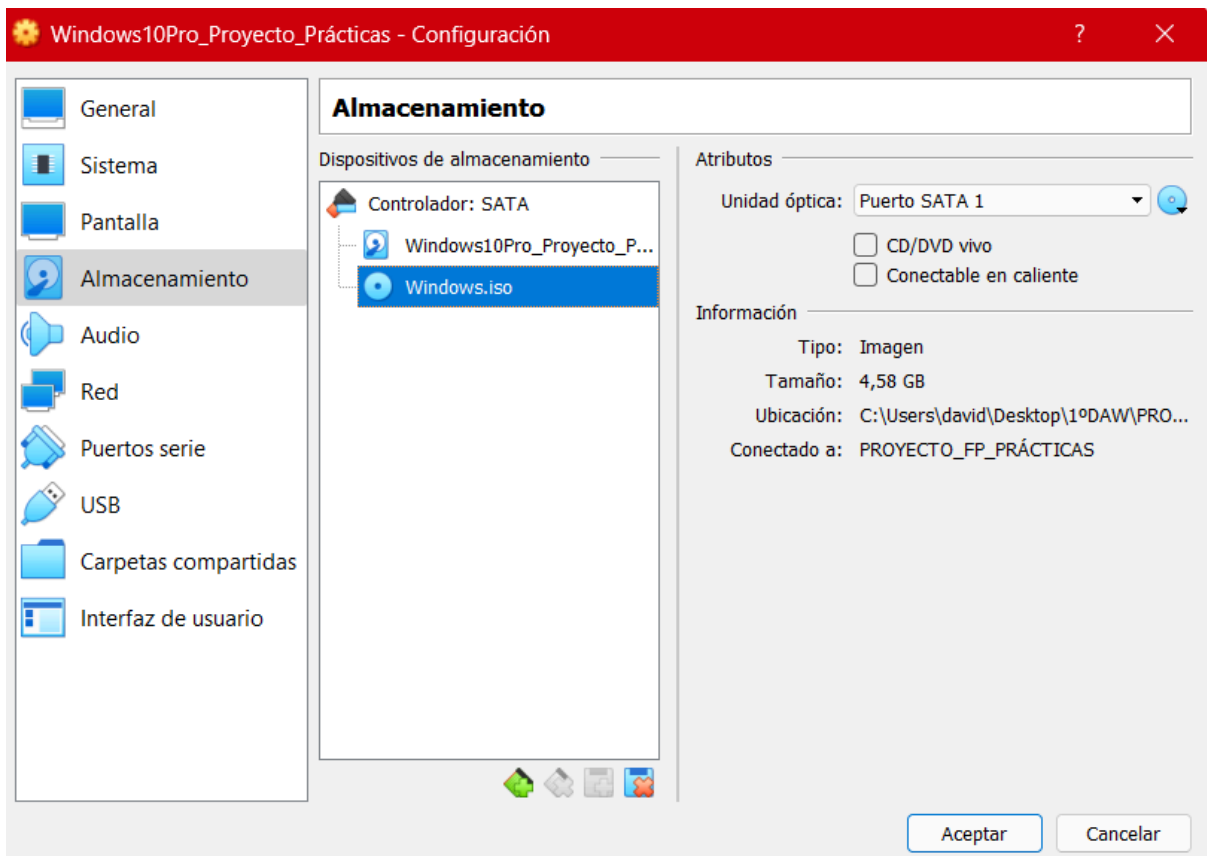 Windows10Pro_Proyecto_Prácticas - Configuración
?
General
Sistema
Pantalla
Almacenamiento
Audio
Red
Puertos serie
USB
Carpetas compartidas
Interfaz de usuario
Almacenamiento
Dispositivos de almacenamiento
Controlador: SATA
Windows10Pro_Proyecto_P...
Windows.iso
Atributos
Unidad óptica: Puerto SATA 1
CD/DVD vivo
Conectable en caliente
Información
Tipo: Imagen
Tamaño: 4,58 GB
Ubicación: C:\Users\david\Desktop\1ºDAW\PRO...
Conectado a: PROYECTO_FP_PRÁCTICAS
Aceptar
Cancelar